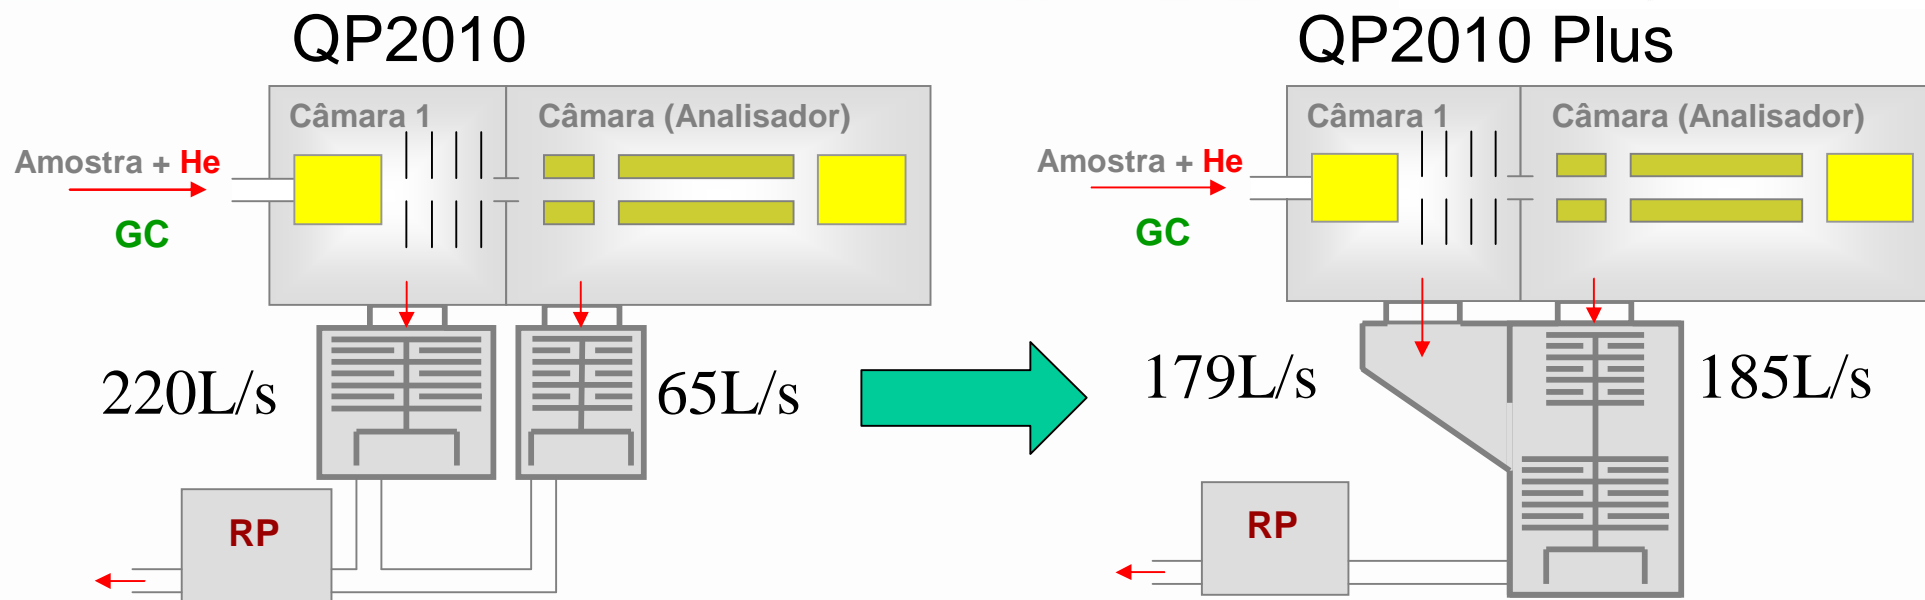 QP2010
Câmara 1
Câmara (Analisador)
Amostra + He
GC
220L/s
65L/s
RP
QP2010 Plus
Câmara 1
Câmara (Analisador)
Amostra + He
GC
179L/s
185L/s
RP